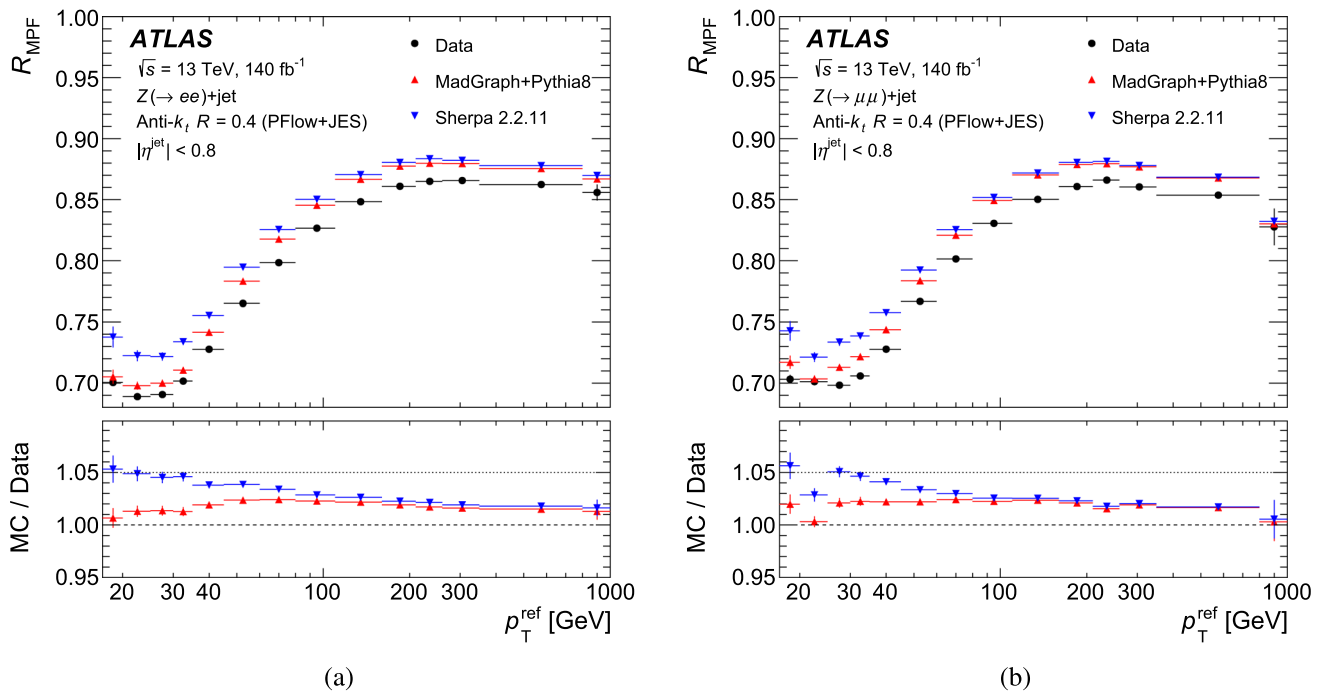 R_MPF
1.00
0.95
0.90
0.85
0.80
0.75
0.70
ATLAS
√s = 13 TeV, 140 fb⁻¹
Z(→ ee)+jet
Anti-k_t R = 0.4 (PFlow+JES)
|η^jet| < 0.8
Data
MadGraph+Pythia8
Sherpa 2.2.11
MC / Data
1.05
1.00
0.95
20 30 40 100 200 300 1000
p_T^ref [GeV]
(a)
R_MPF
1.00
0.95
0.90
0.85
0.80
0.75
0.70
ATLAS
√s = 13 TeV, 140 fb⁻¹
Z(→ μμ)+jet
Anti-k_t R = 0.4 (PFlow+JES)
|η^jet| < 0.8
Data
MadGraph+Pythia8
Sherpa 2.2.11
MC / Data
1.05
1.00
0.95
20 30 40 100 200 300 1000
p_T^ref [GeV]
(b)